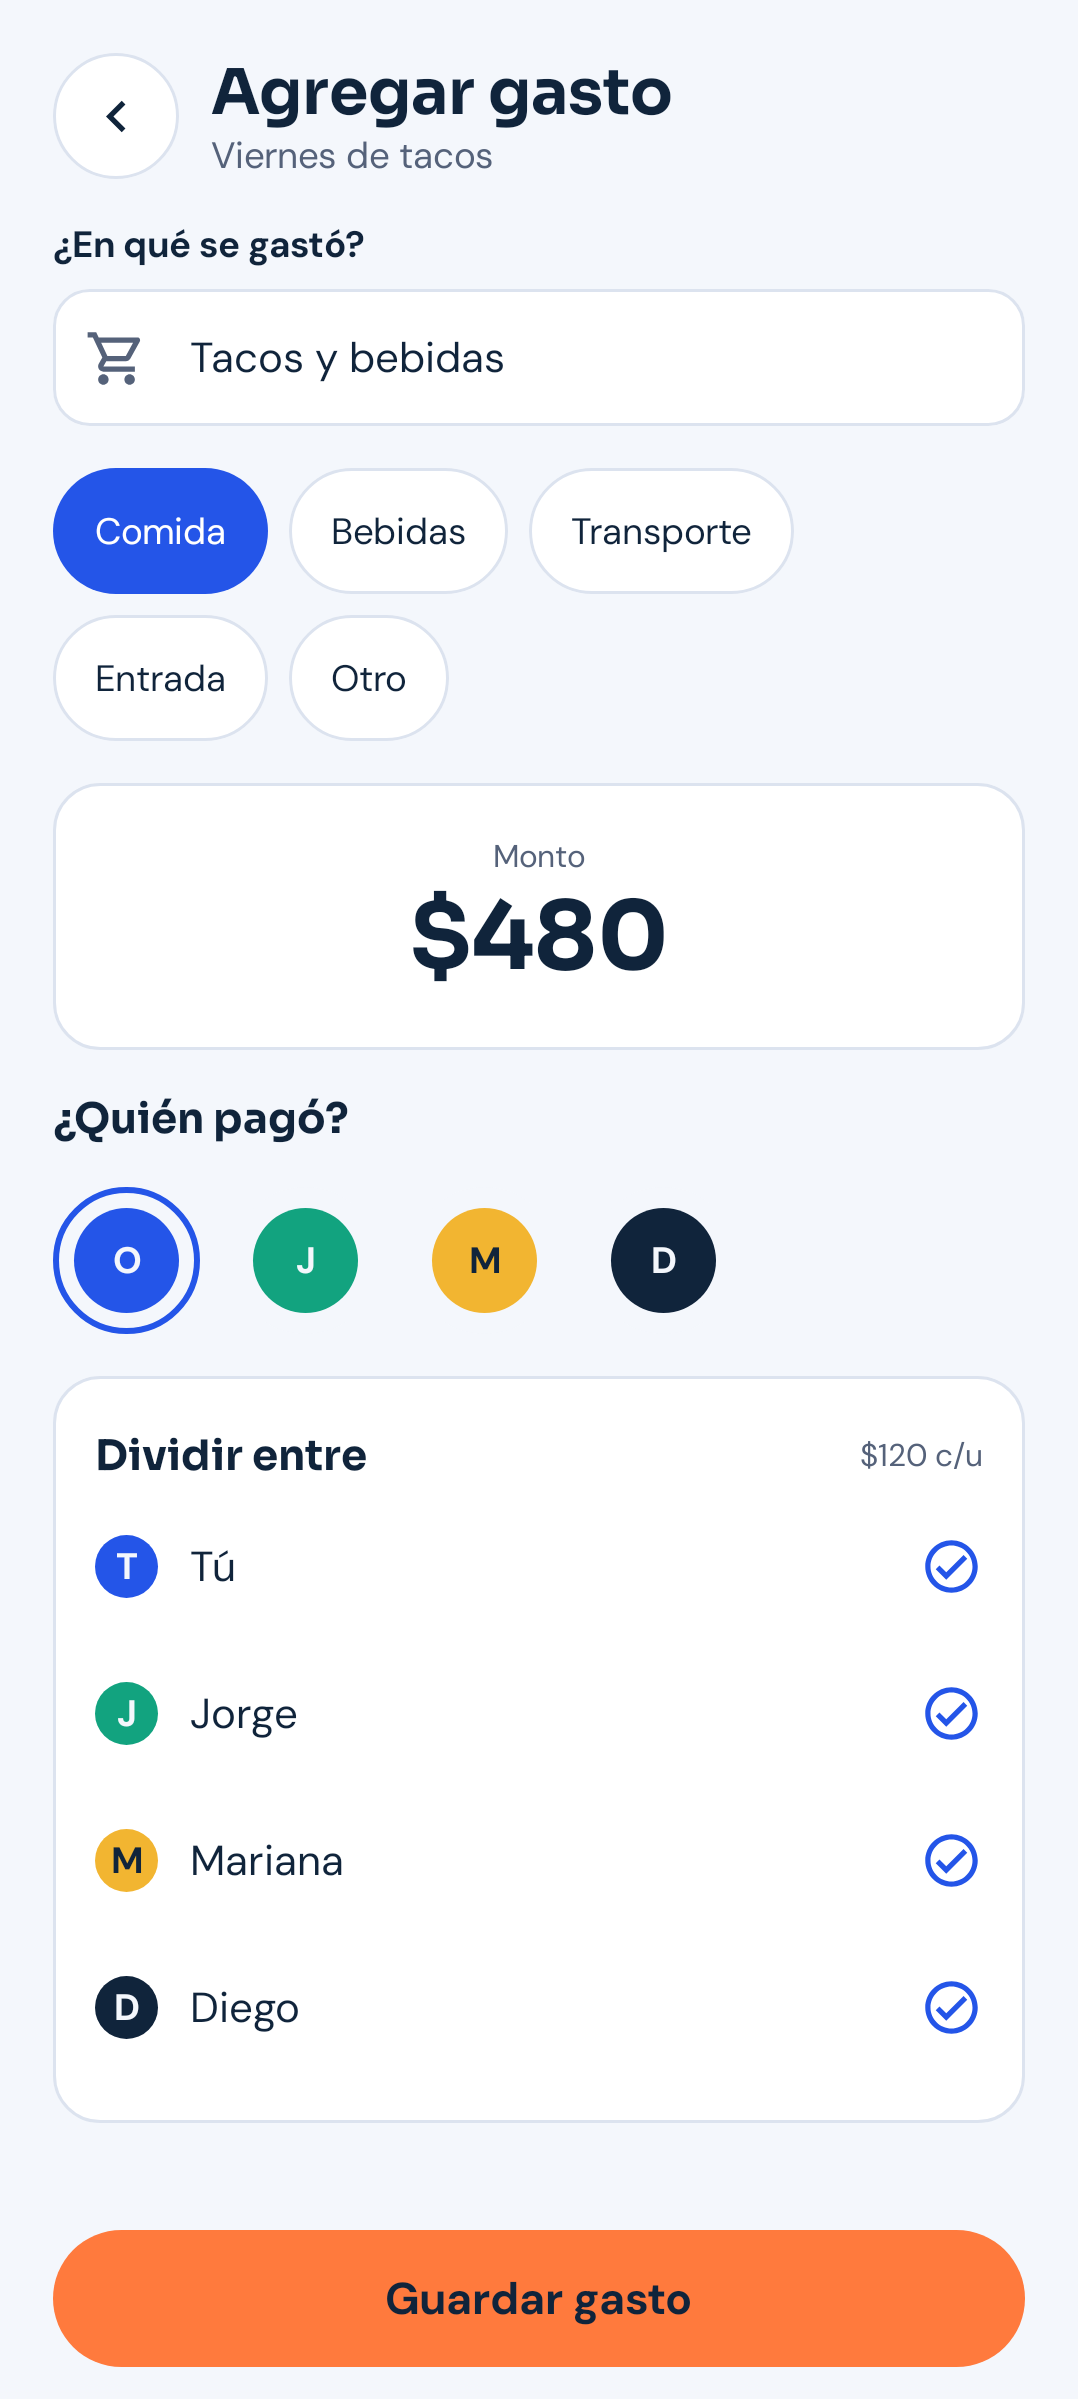 Agregar gasto
Viernes de tacos
¿En qué se gastó?
Tacos y bebidas
Comida
Bebidas
Transporte
Entrada
Otro
Monto
$480
¿Quién pagó?
O
J
M
D
Dividir entre
$120 c/u
T
Tú
J
Jorge
M
Mariana
D
Diego
Guardar gasto